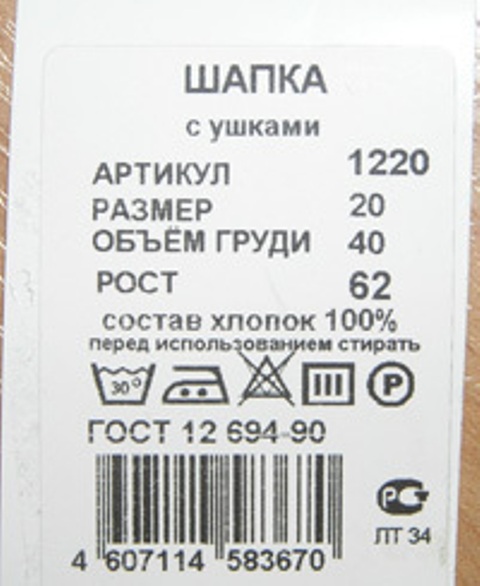 ШАПКА
с ушками
АРТИКУЛ 1220
РАЗМЕР 20
ОБЪЁМ ГРУДИ 40
РОСТ 62
состав хлопок 100%
перед использованием стирать
30° P
ГОСТ 12 694-90
РС
ЛТ 34
4 607114 583670